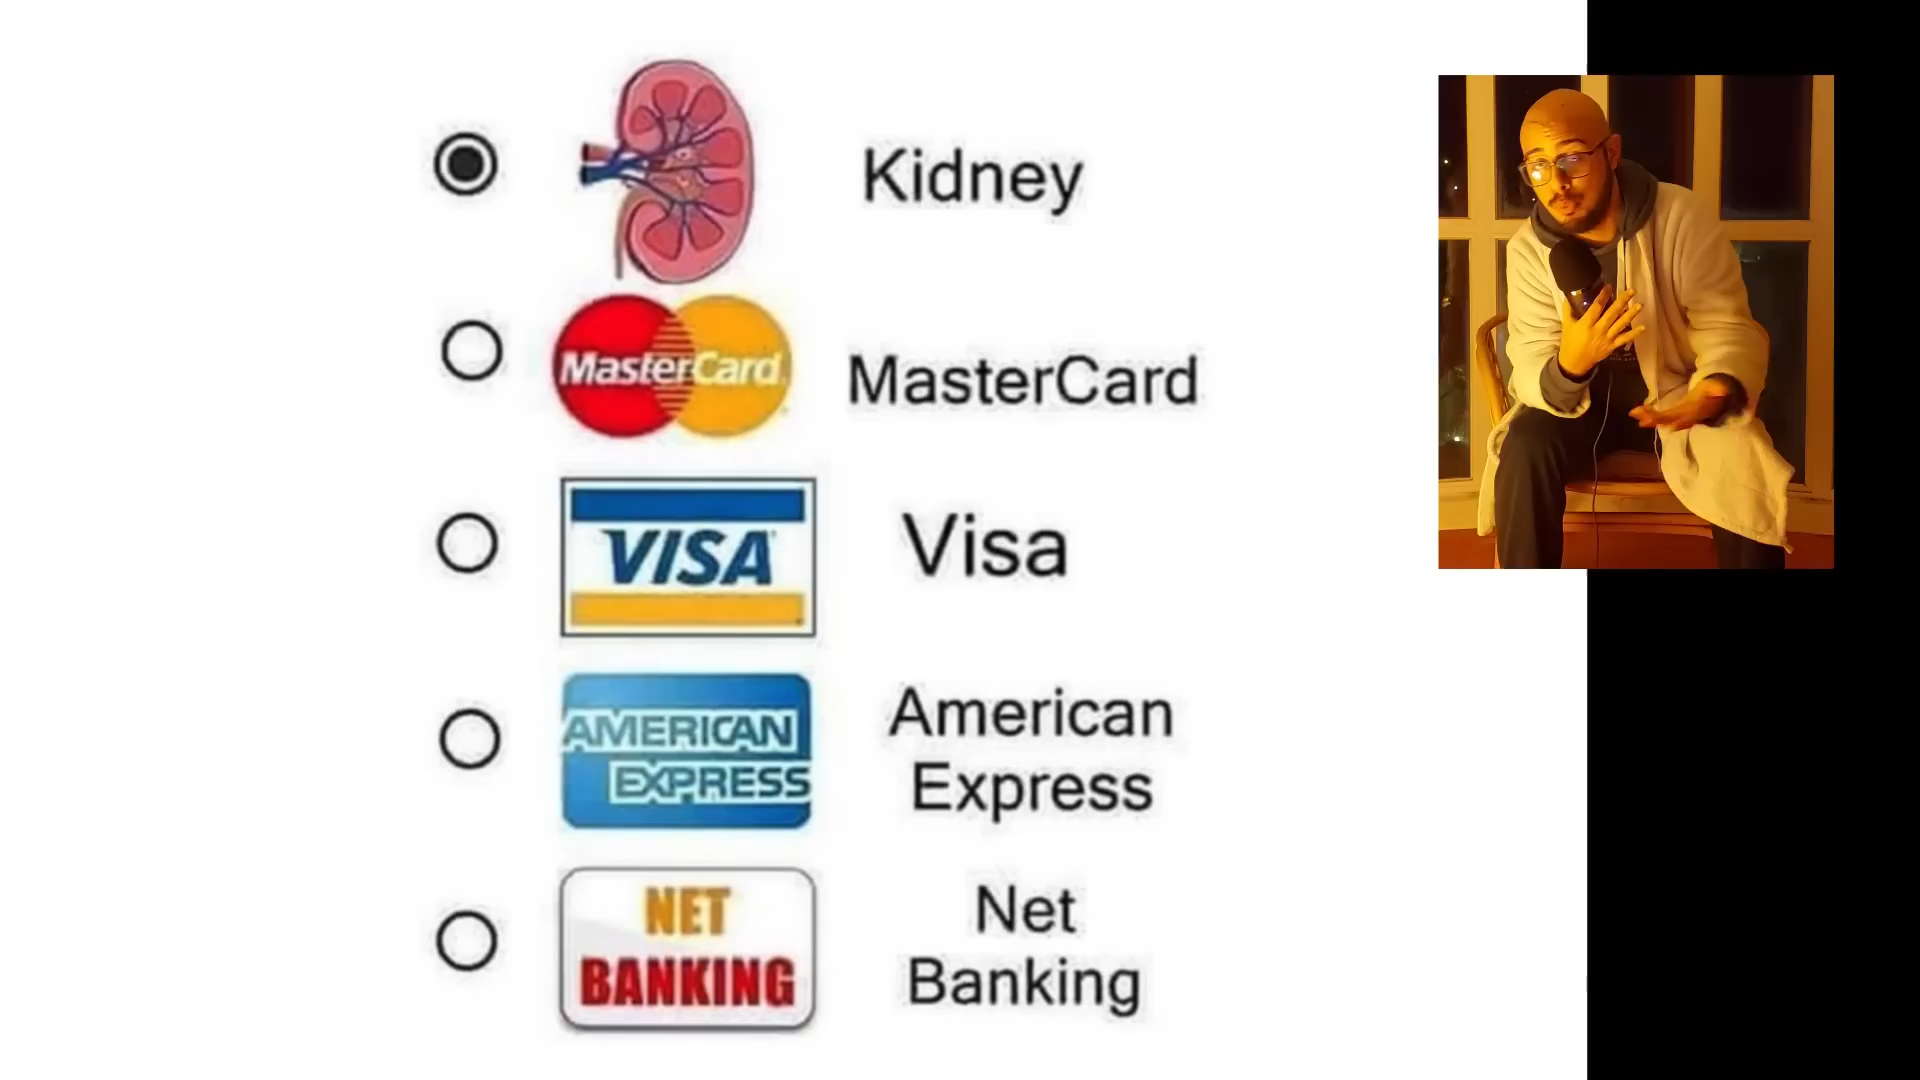 Kidney
MasterCard
MasterCard
VISA
Visa
AMERICAN
EXPRESS
American
Express
NET
BANKING
Net
Banking